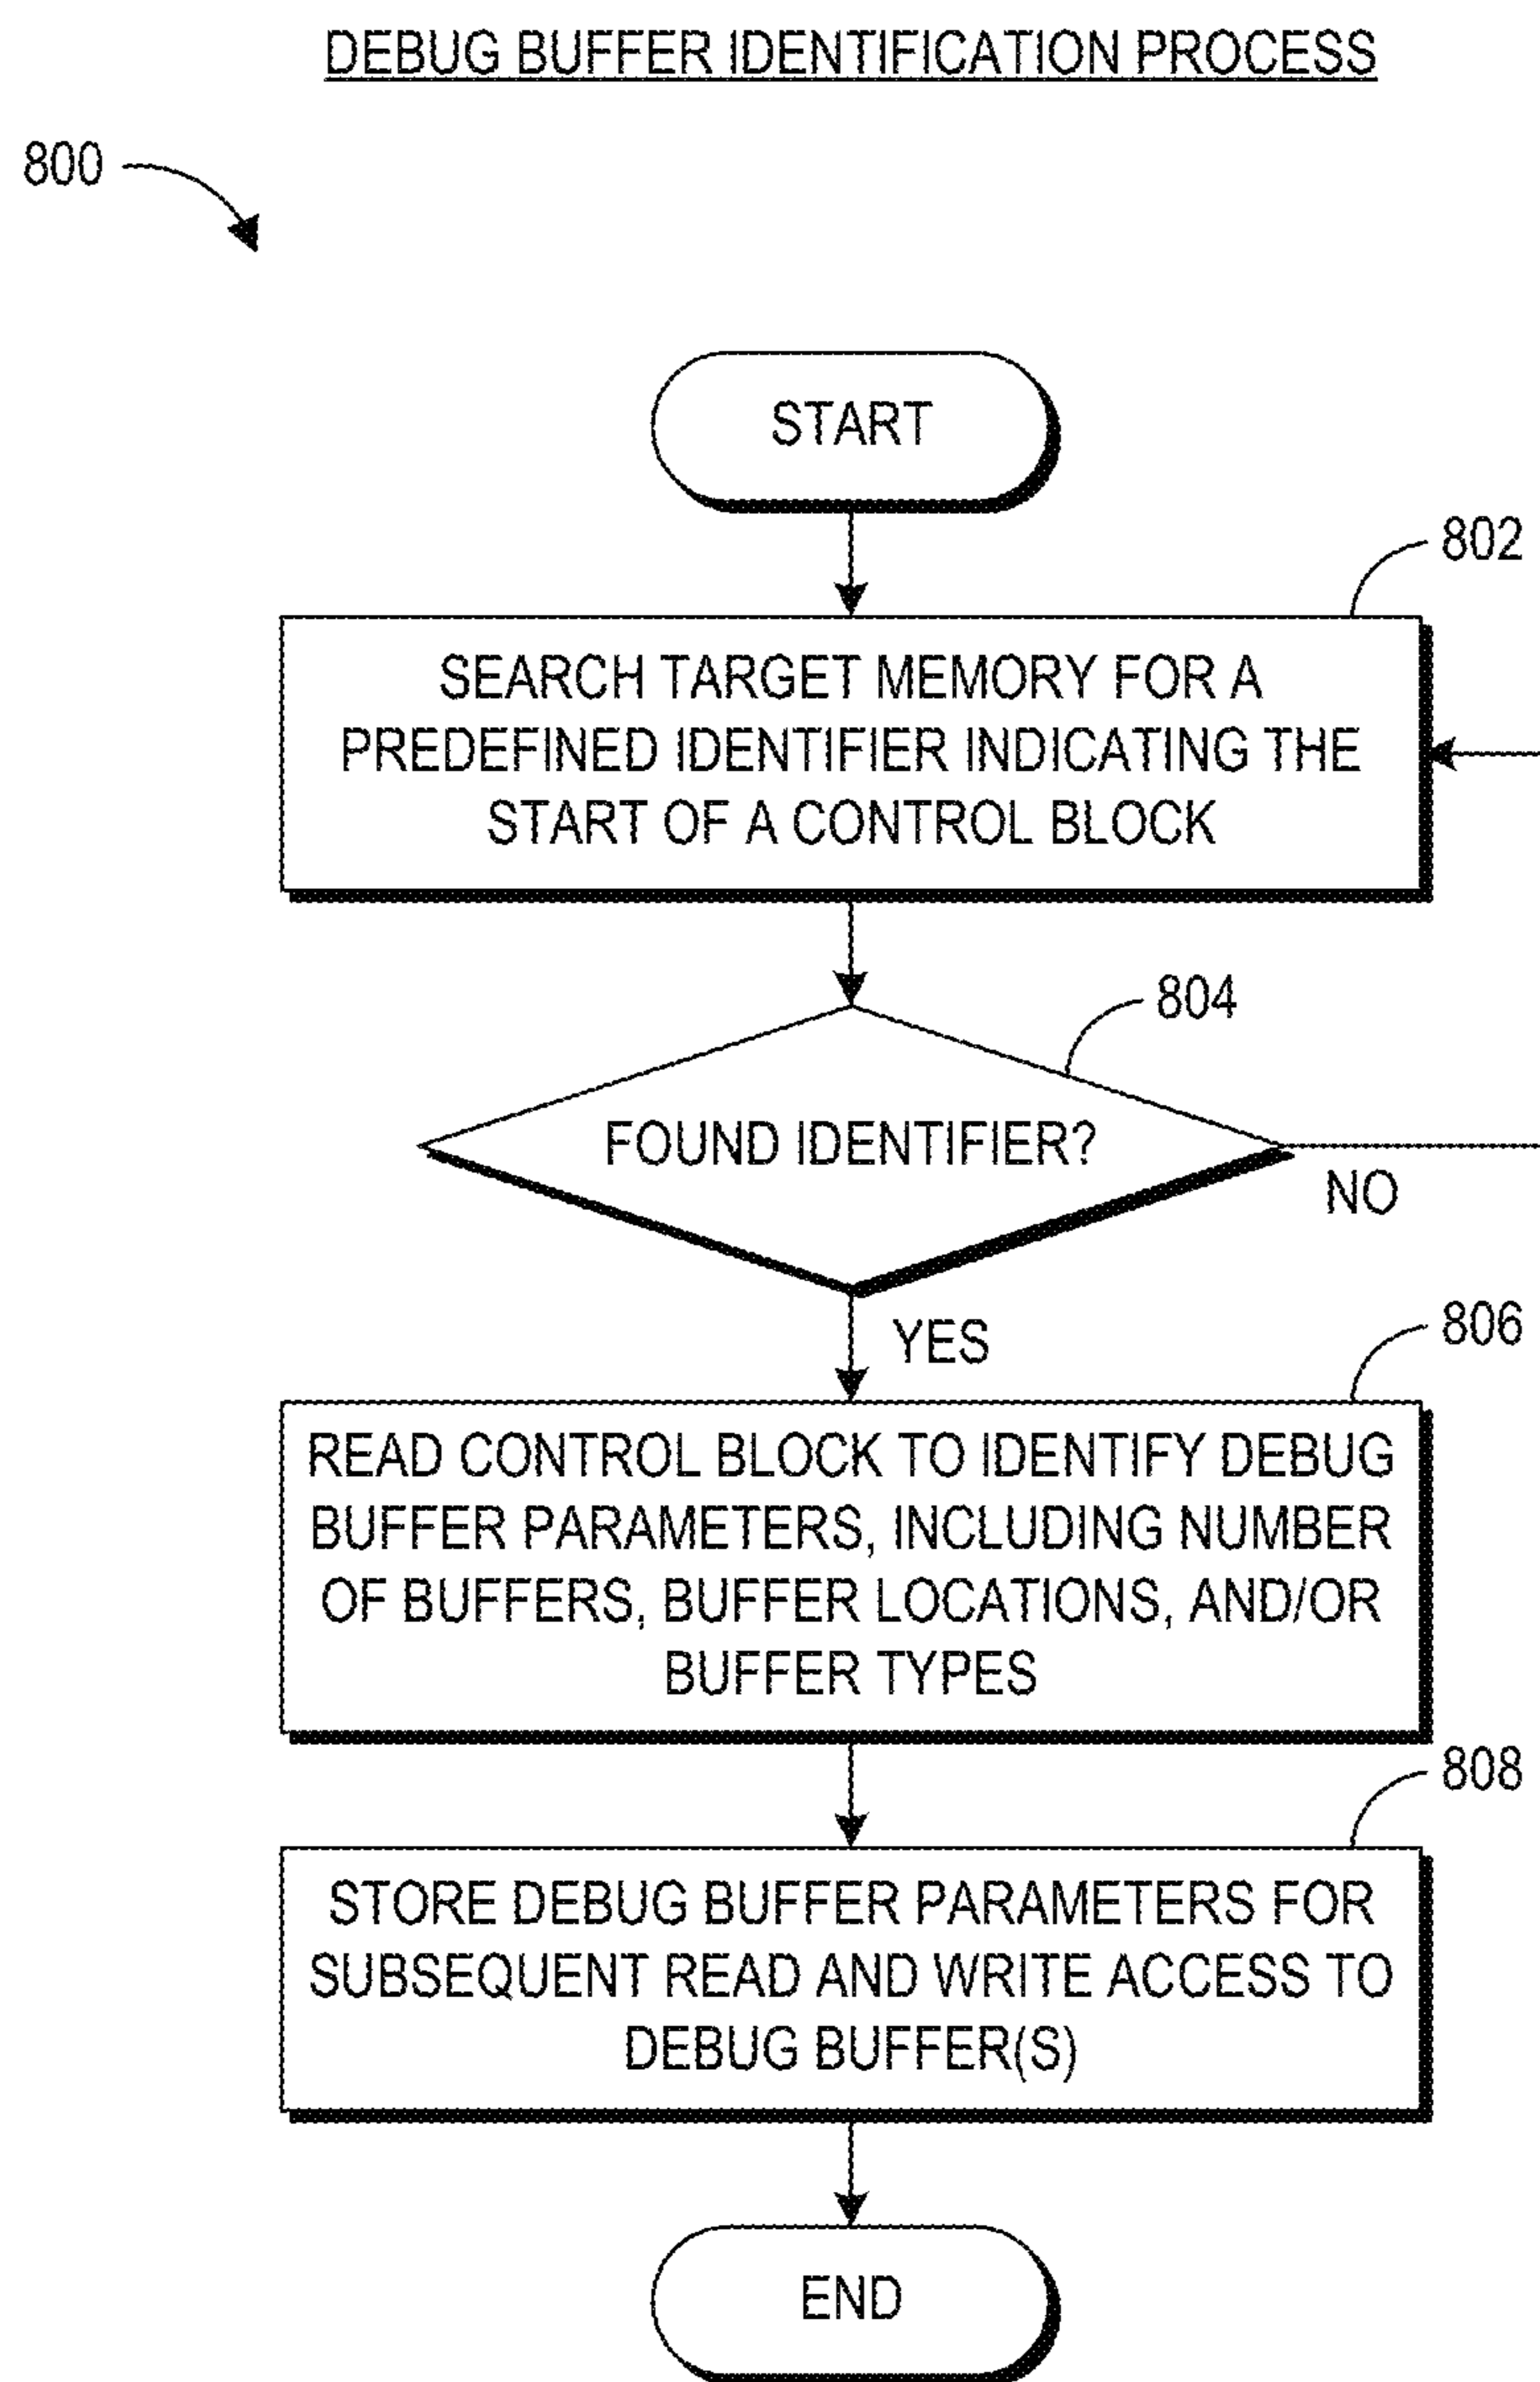 DEBUG BUFFER IDENTIFICATION PROCESS
800
START
802
SEARCH TARGET MEMORY FOR A
PREDEFINED IDENTIFIER INDICATING THE
START OF A CONTROL BLOCK
804
FOUND IDENTIFIER?
NO
YES
806
READ CONTROL BLOCK TO IDENTIFY DEBUG
BUFFER PARAMETERS, INCLUDING NUMBER
OF BUFFERS, BUFFER LOCATIONS, AND/OR
BUFFER TYPES
808
STORE DEBUG BUFFER PARAMETERS FOR
SUBSEQUENT READ AND WRITE ACCESS TO
DEBUG BUFFER(S)
END